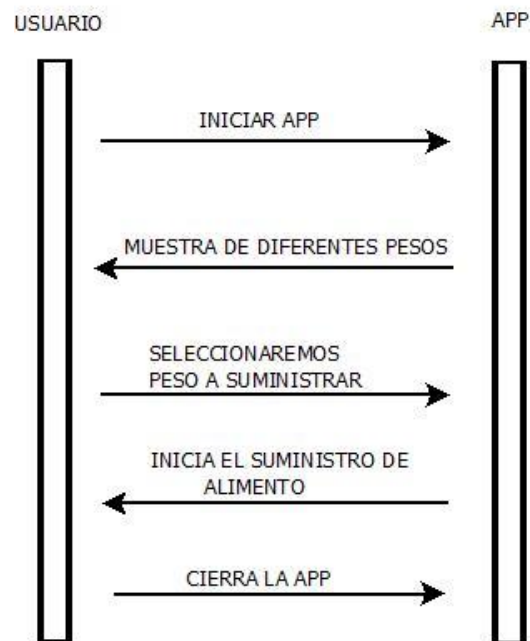 USUARIO
APP
INICIAR APP
MUESTRA DE DIFERENTES PESOS
SELECCIONAREMOS
PESO A SUMINISTRAR
INICIA EL SUMINISTRO DE
ALIMENTO
CIERRA LA APP